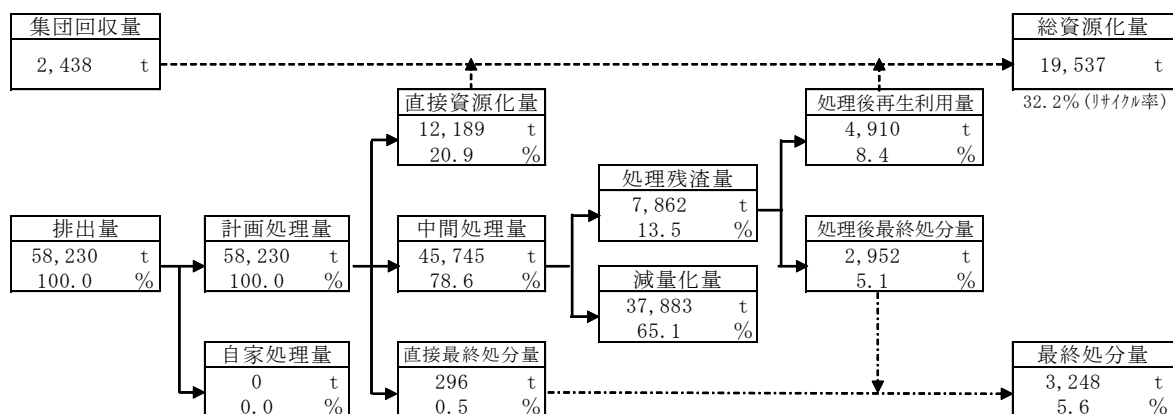 集団回収量
2,438 t
総資源化量
19,537 t
32.2%(ﾘｻｲｸﾙ率)
直接資源化量
12,189 t
20.9 %
処理後再生利用量
4,910 t
8.4 %
処理残渣量
7,862 t
13.5 %
排出量
58,230 t
100.0 %
計画処理量
58,230 t
100.0 %
中間処理量
45,745 t
78.6 %
処理後最終処分量
2,952 t
5.1 %
減量化量
37,883 t
65.1 %
自家処理量
0 t
0.0 %
直接最終処分量
296 t
0.5 %
最終処分量
3,248 t
5.6 %